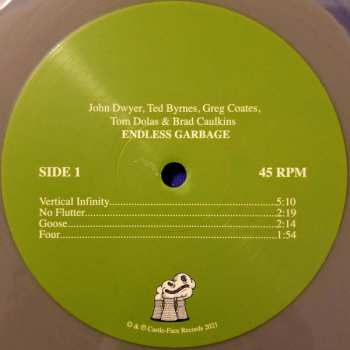 John Dwyer, Ted Byrnes, Greg Coates,
Tom Dolas & Brad Caulkins
ENDLESS GARBAGE
SIDE 1 45 RPM
Vertical Infinity..........................................................5:10
No Flutter..................................................................2:19
Goose.......................................................................2:14
Four..........................................................................1:54
© & ℗ Castle-Face Records 2021